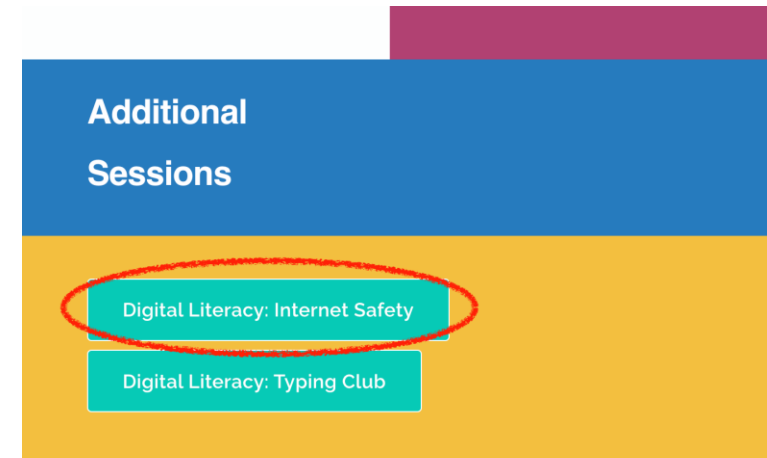 Additional
Sessions
Digital Literacy: Internet Safety
Digital Literacy: Typing Club